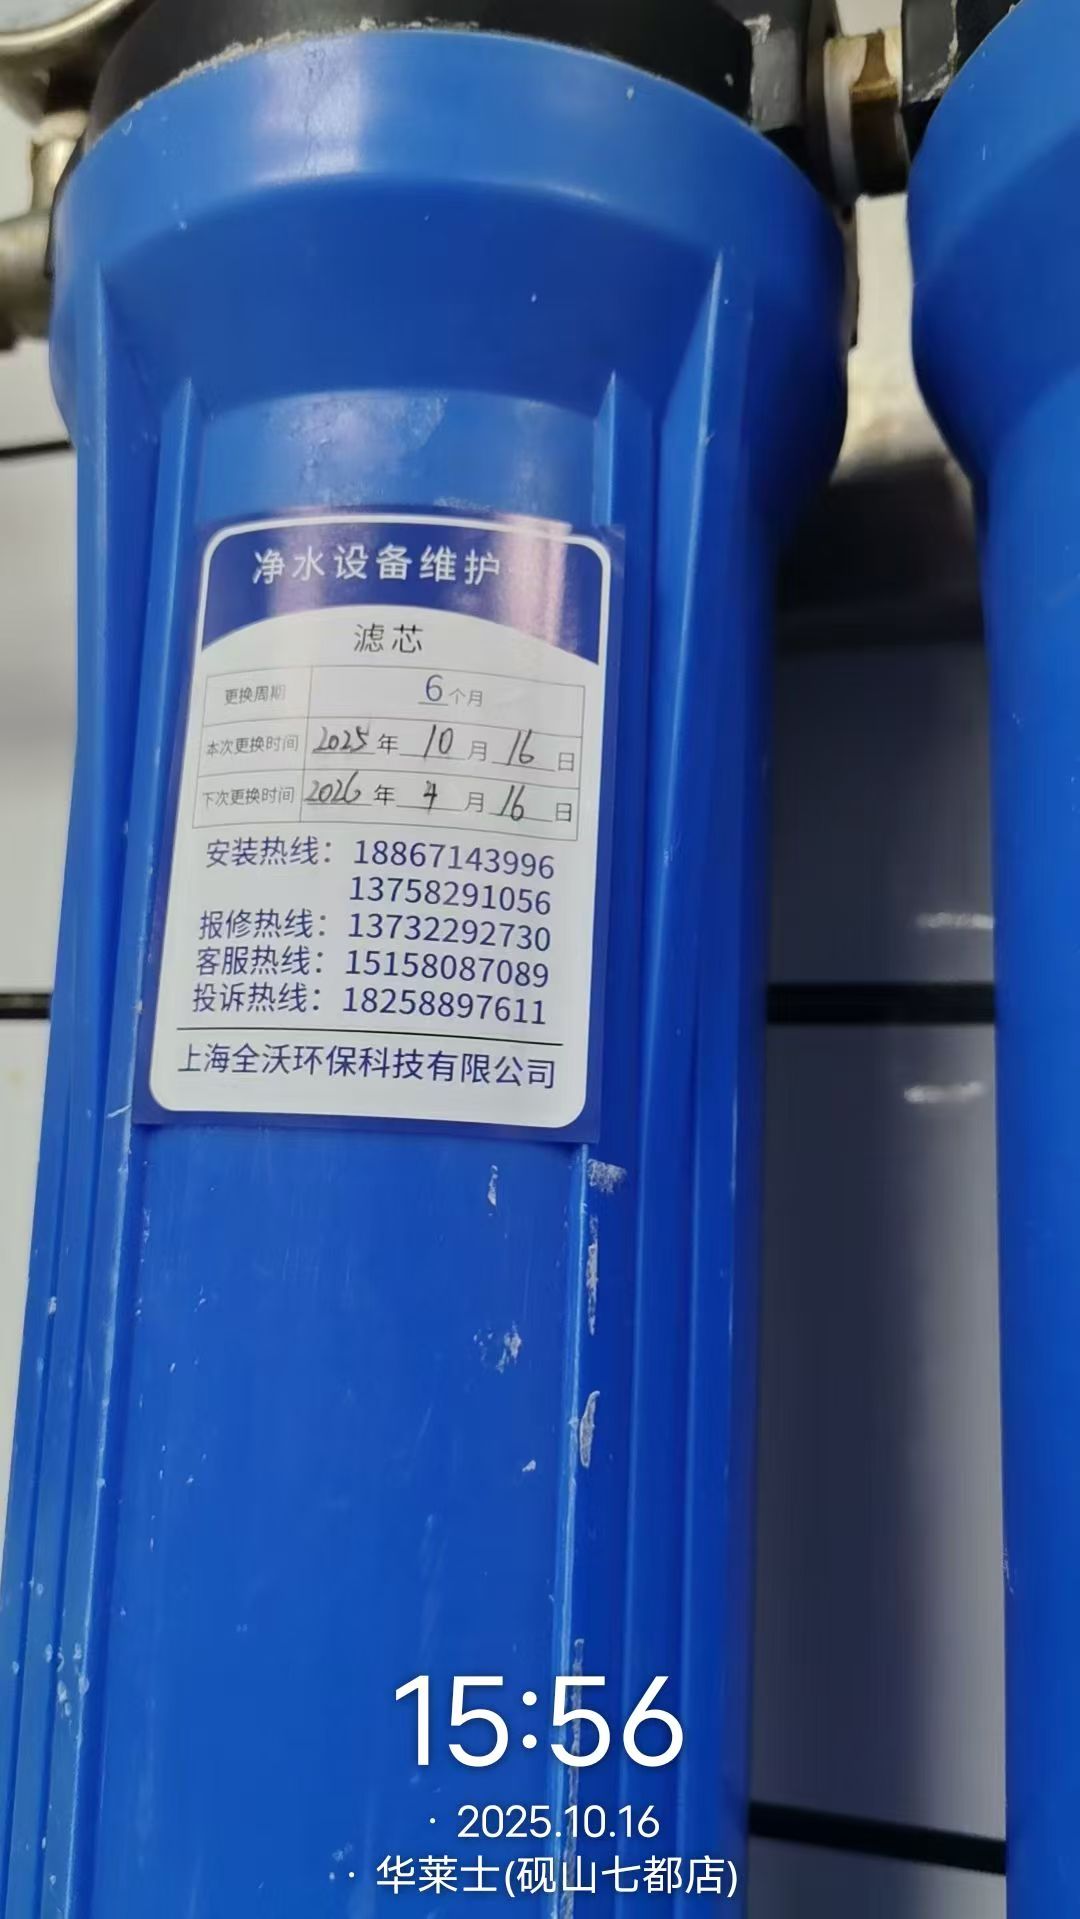 净水设备维护
滤芯
更换周期 6个月
本次更换时间 2025年10月16日
下次更换时间 2026年4月16日
安装热线：18867143996
13758291056
报修热线：13732292730
客服热线：15158087089
投诉热线：18258897611
上海全沃环保科技有限公司
15:56
· 2025.10.16
· 华莱士(砚山七都店)